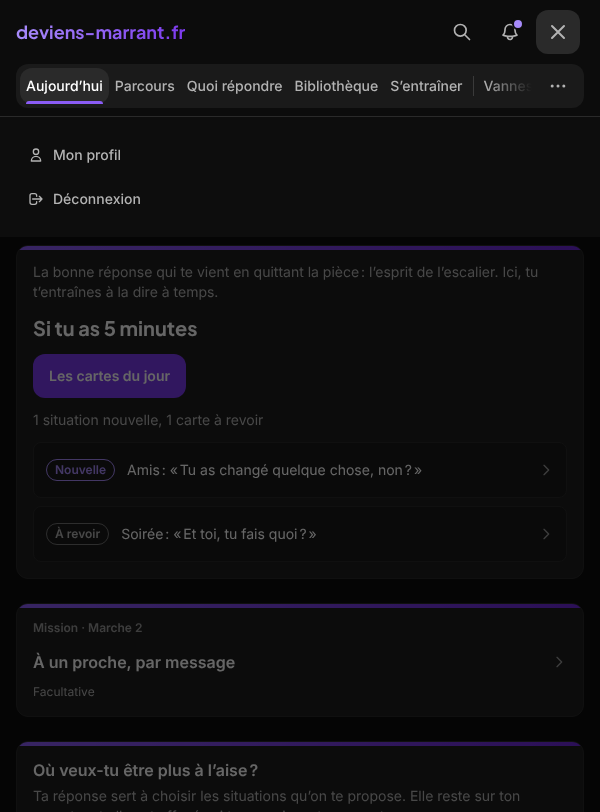 deviens-marrant.fr
Aujourd’hui Parcours Quoi répondre Bibliothèque S’entraîner Vannes
Mon profil
Déconnexion
La bonne réponse qui te vient en quittant la pièce : l’esprit de l’escalier. Ici, tu
t’entraînes à la dire à temps.
Si tu as 5 minutes
Les cartes du jour
1 situation nouvelle, 1 carte à revoir
Nouvelle Amis : « Tu as changé quelque chose, non ? »
À revoir Soirée : « Et toi, tu fais quoi ? »
Mission · Marche 2
À un proche, par message
Facultative
Où veux-tu être plus à l’aise ?
Ta réponse sert à choisir les situations qu’on te propose. Elle reste sur ton